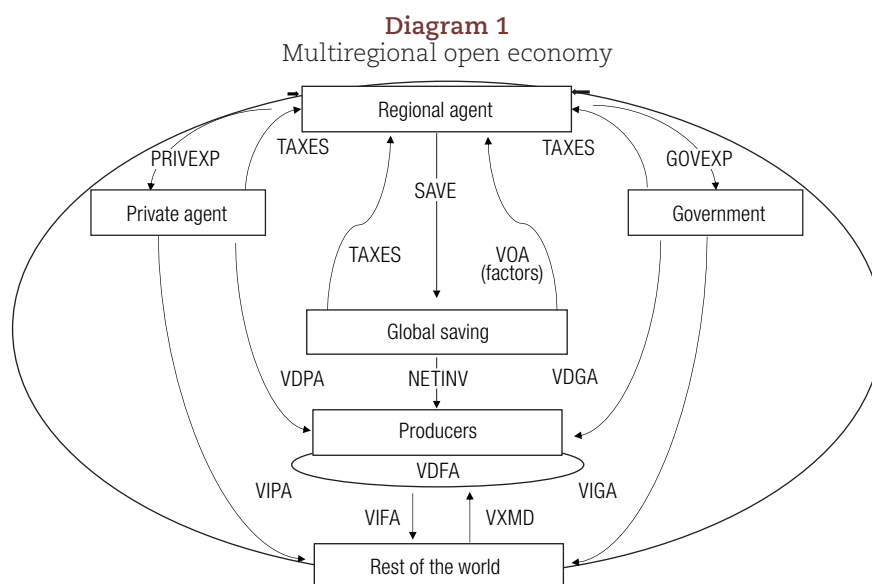 Diagram 1
Multiregional open economy
Regional agent
PRIVEXP
TAXES
TAXES
GOVEXP
SAVE
Private agent
Government
TAXES
VOA
(factors)
Global saving
VDPA
NETINV
VDGA
Producers
VDFA
VIPA
VIGA
VIFA
VXMD
Rest of the world